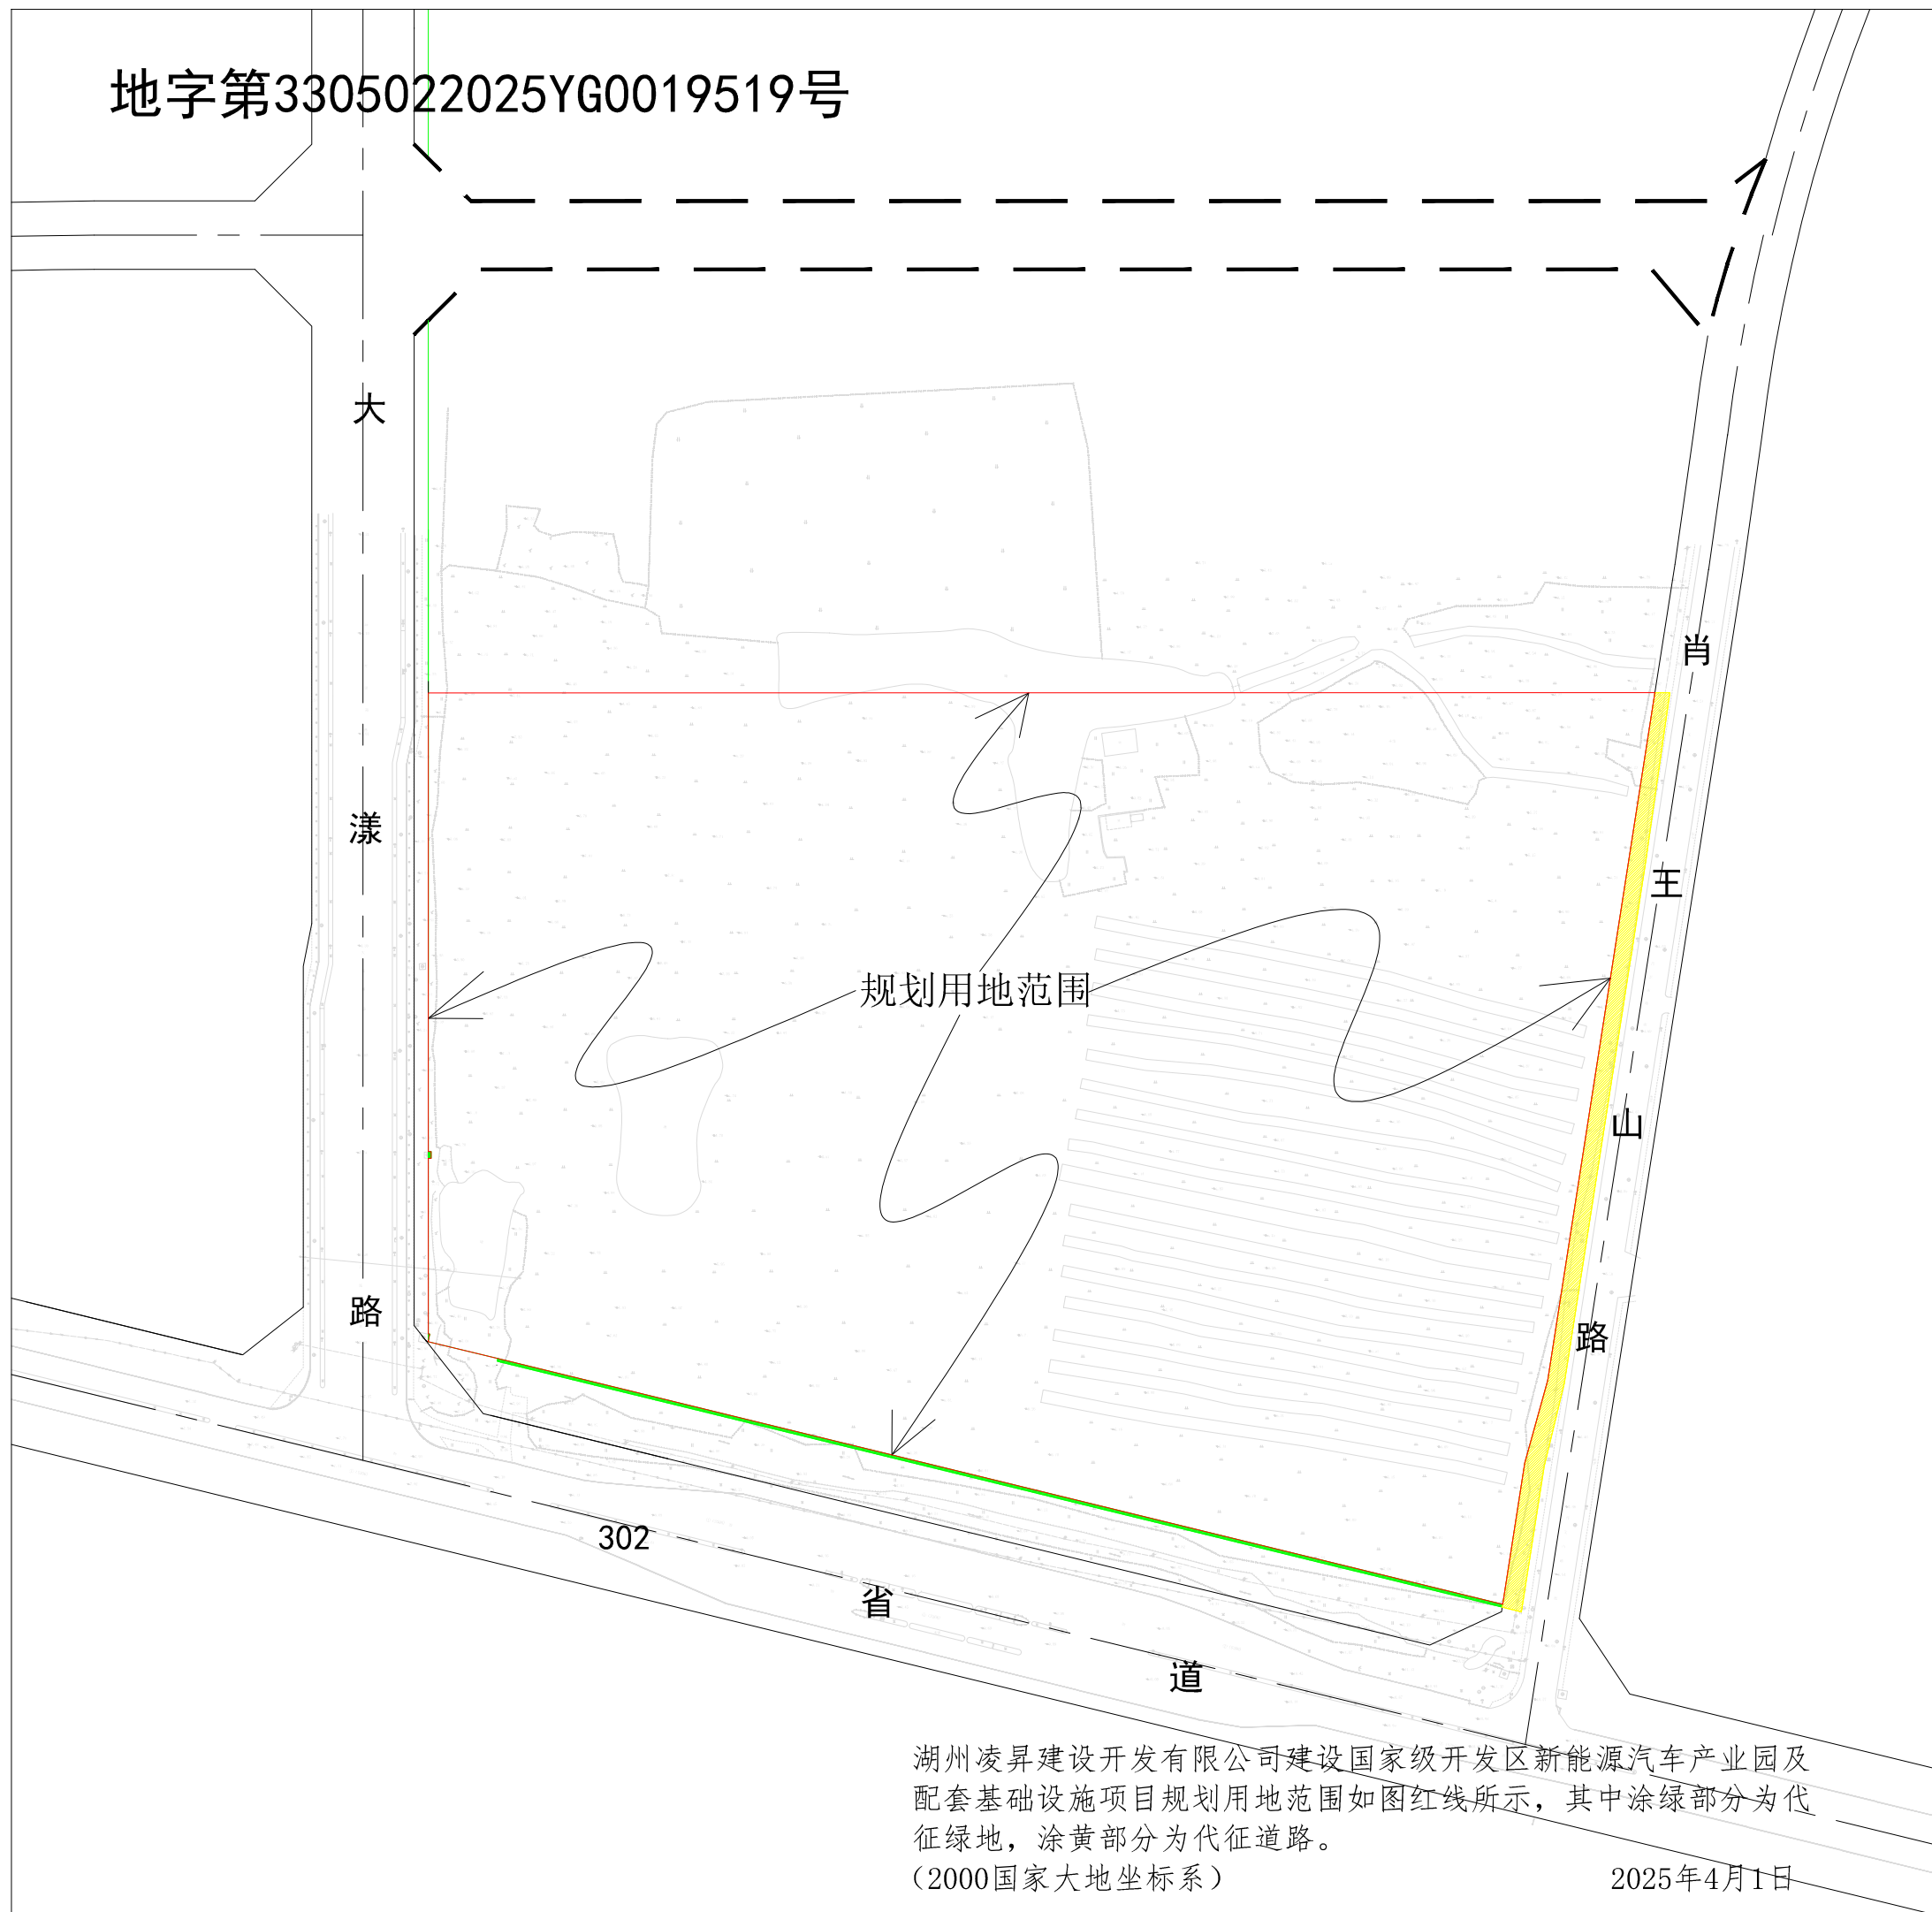 地字第3305022025YG0019519号
大
漾
路
肖
王
山
路
规划用地范围
302
省
道
湖州凌昇建设开发有限公司建设国家级开发区新能源汽车产业园及
配套基础设施项目规划用地范围如图红线所示，其中涂绿部分为代
征绿地，涂黄部分为代征道路。
（2000国家大地坐标系）
2025年4月1日